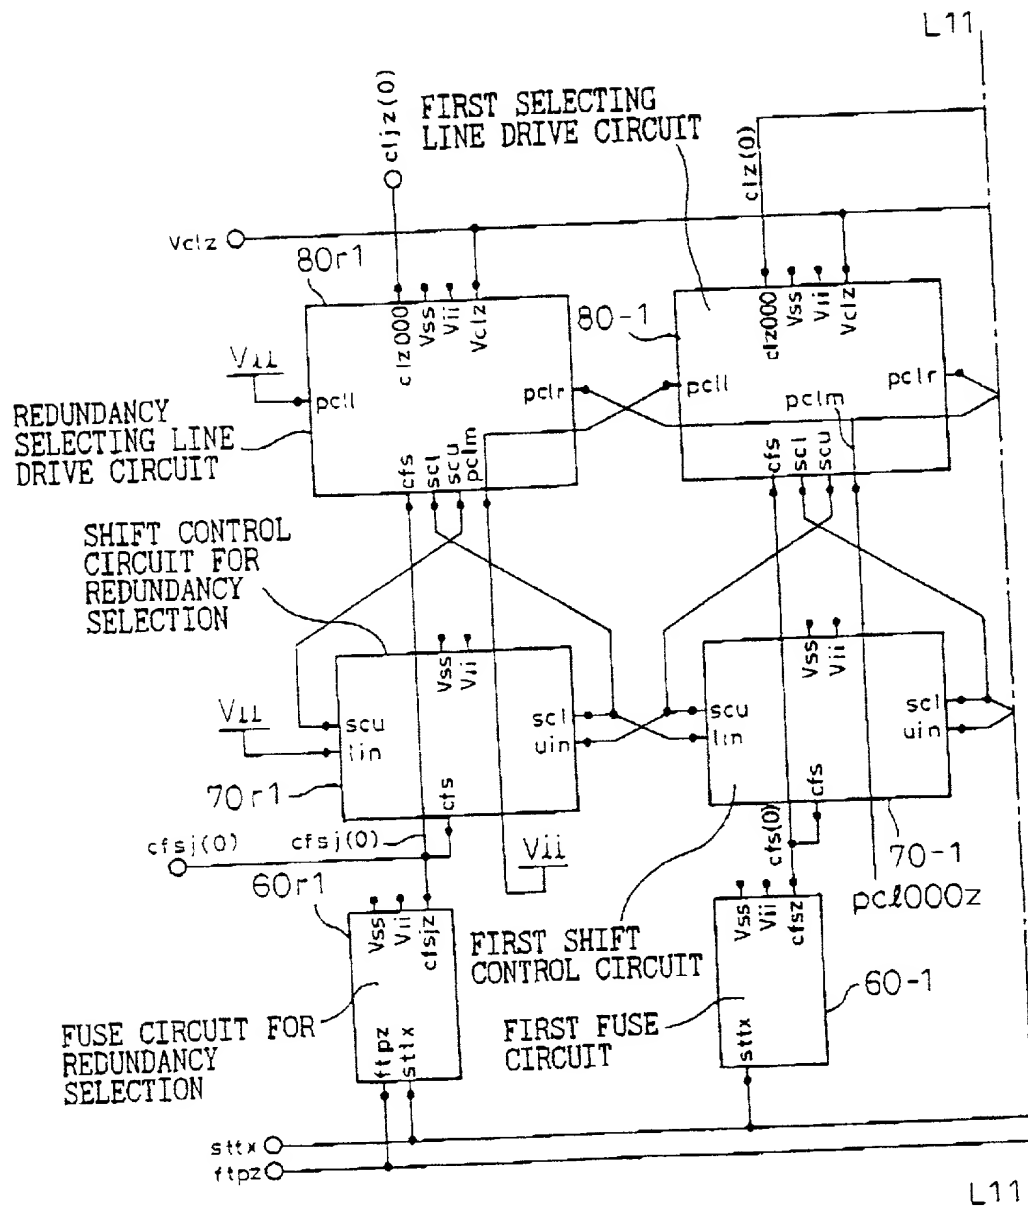 L11
cljz(0)
FIRST SELECTING
LINE DRIVE CIRCUIT
clz(0)
Vclz
80r1
clz000
Vss
Vii
Vclz
80-1
clz000
Vss
Vii
Vclz
Vii
pcll
pclr
pcll
pclr
pclm
REDUNDANCY
SELECTING LINE
DRIVE CIRCUIT
cfs
scl
scu
pclm
cfs
scl
scu
SHIFT CONTROL
CIRCUIT FOR
REDUNDANCY
SELECTION
Vss
Vii
Vss
Vii
Vii
scu
lin
scl
uin
scu
lin
scl
uin
70r1
cfs
cfs
cfsj(0)
cfsj(0)
cfs(0)
Vii
70-1
60r1
pcl000z
Vss
Vii
cfsjz
Vss
Vii
cfsz
FIRST SHIFT
CONTROL CIRCUIT
60-1
FUSE CIRCUIT FOR
REDUNDANCY
SELECTION
ftpz
stlx
FIRST FUSE
CIRCUIT
sttx
sttx
ftpz
L11